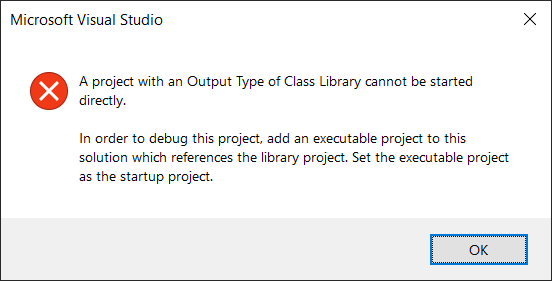 Microsoft Visual Studio
A project with an Output Type of Class Library cannot be started
directly.
In order to debug this project, add an executable project to this
solution which references the library project. Set the executable project
as the startup project.
OK